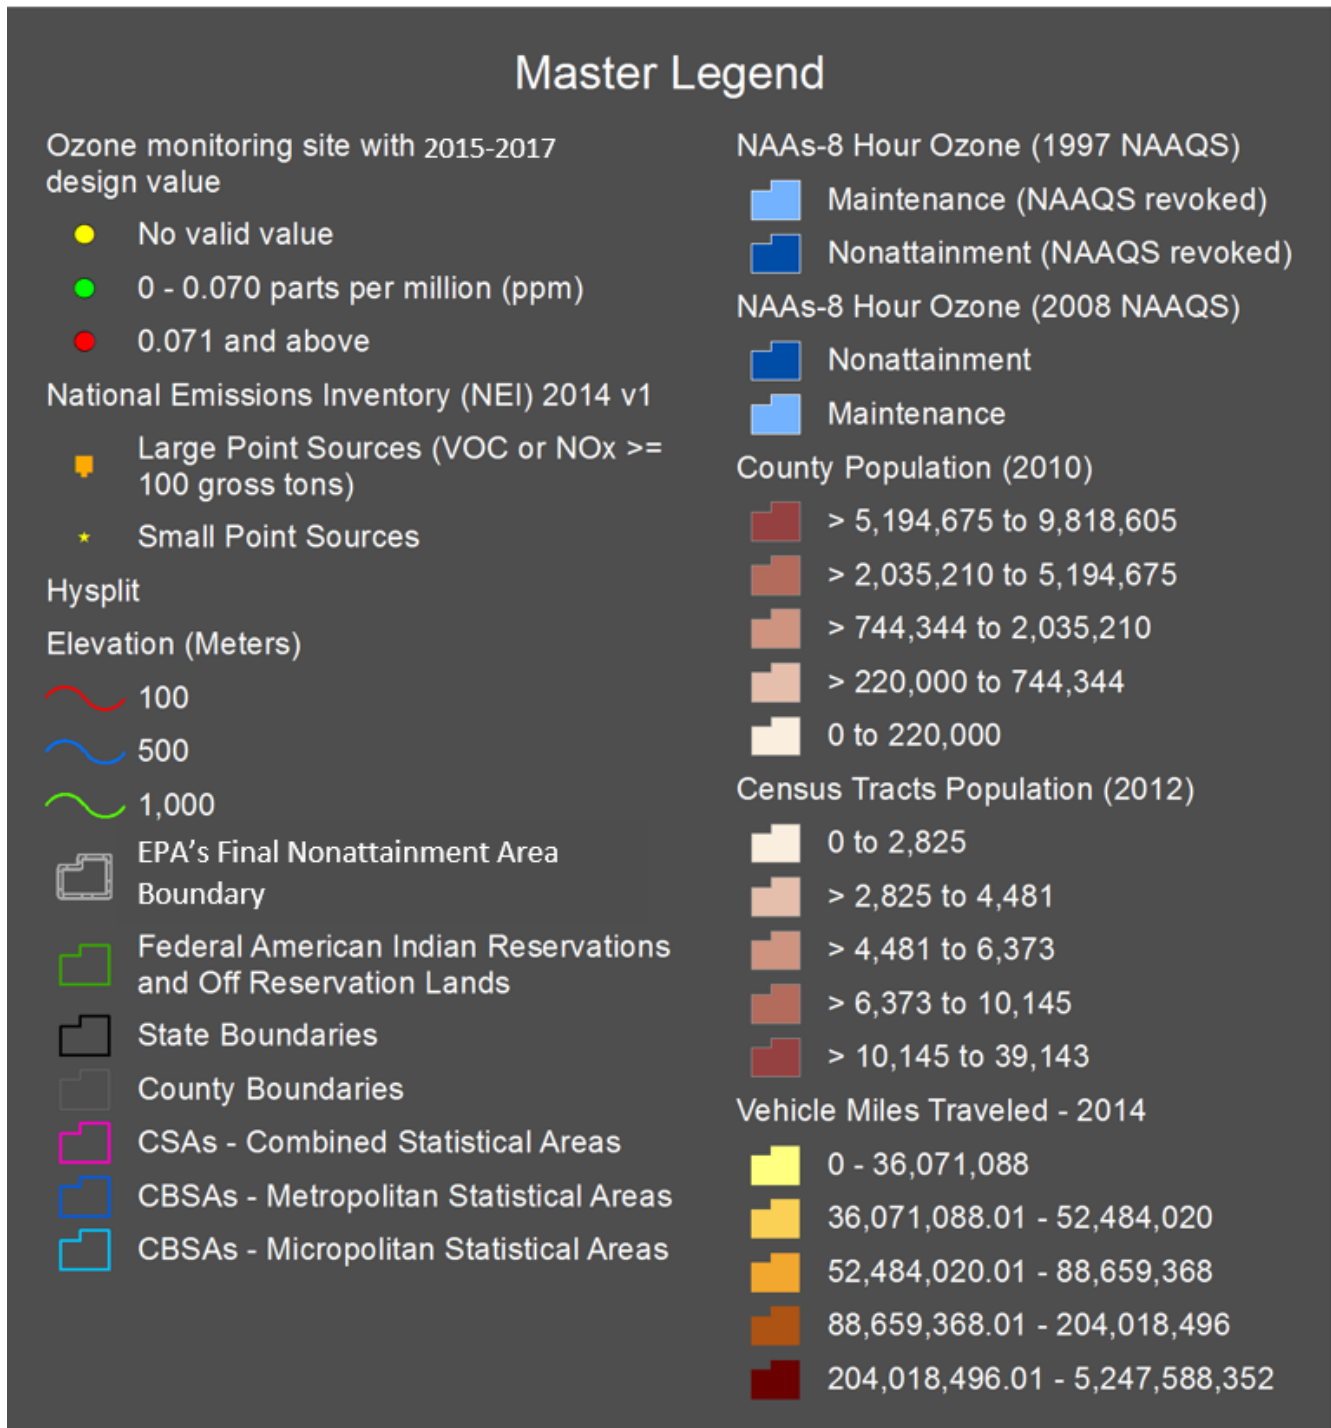 Master Legend
Ozone monitoring site with 2015-2017
design value
No valid value
0 - 0.070 parts per million (ppm)
0.071 and above
National Emissions Inventory (NEI) 2014 v1
Large Point Sources (VOC or NOx >=
100 gross tons)
Small Point Sources
Hysplit
Elevation (Meters)
100
500
1,000
EPA's Final Nonattainment Area
Boundary
Federal American Indian Reservations
and Off Reservation Lands
State Boundaries
County Boundaries
CSAs - Combined Statistical Areas
CBSAs - Metropolitan Statistical Areas
CBSAs - Micropolitan Statistical Areas
NAAs-8 Hour Ozone (1997 NAAQS)
Maintenance (NAAQS revoked)
Nonattainment (NAAQS revoked)
NAAs-8 Hour Ozone (2008 NAAQS)
Nonattainment
Maintenance
County Population (2010)
> 5,194,675 to 9,818,605
> 2,035,210 to 5,194,675
> 744,344 to 2,035,210
> 220,000 to 744,344
0 to 220,000
Census Tracts Population (2012)
0 to 2,825
> 2,825 to 4,481
> 4,481 to 6,373
> 6,373 to 10,145
> 10,145 to 39,143
Vehicle Miles Traveled - 2014
0 - 36,071,088
36,071,088.01 - 52,484,020
52,484,020.01 - 88,659,368
88,659,368.01 - 204,018,496
204,018,496.01 - 5,247,588,352